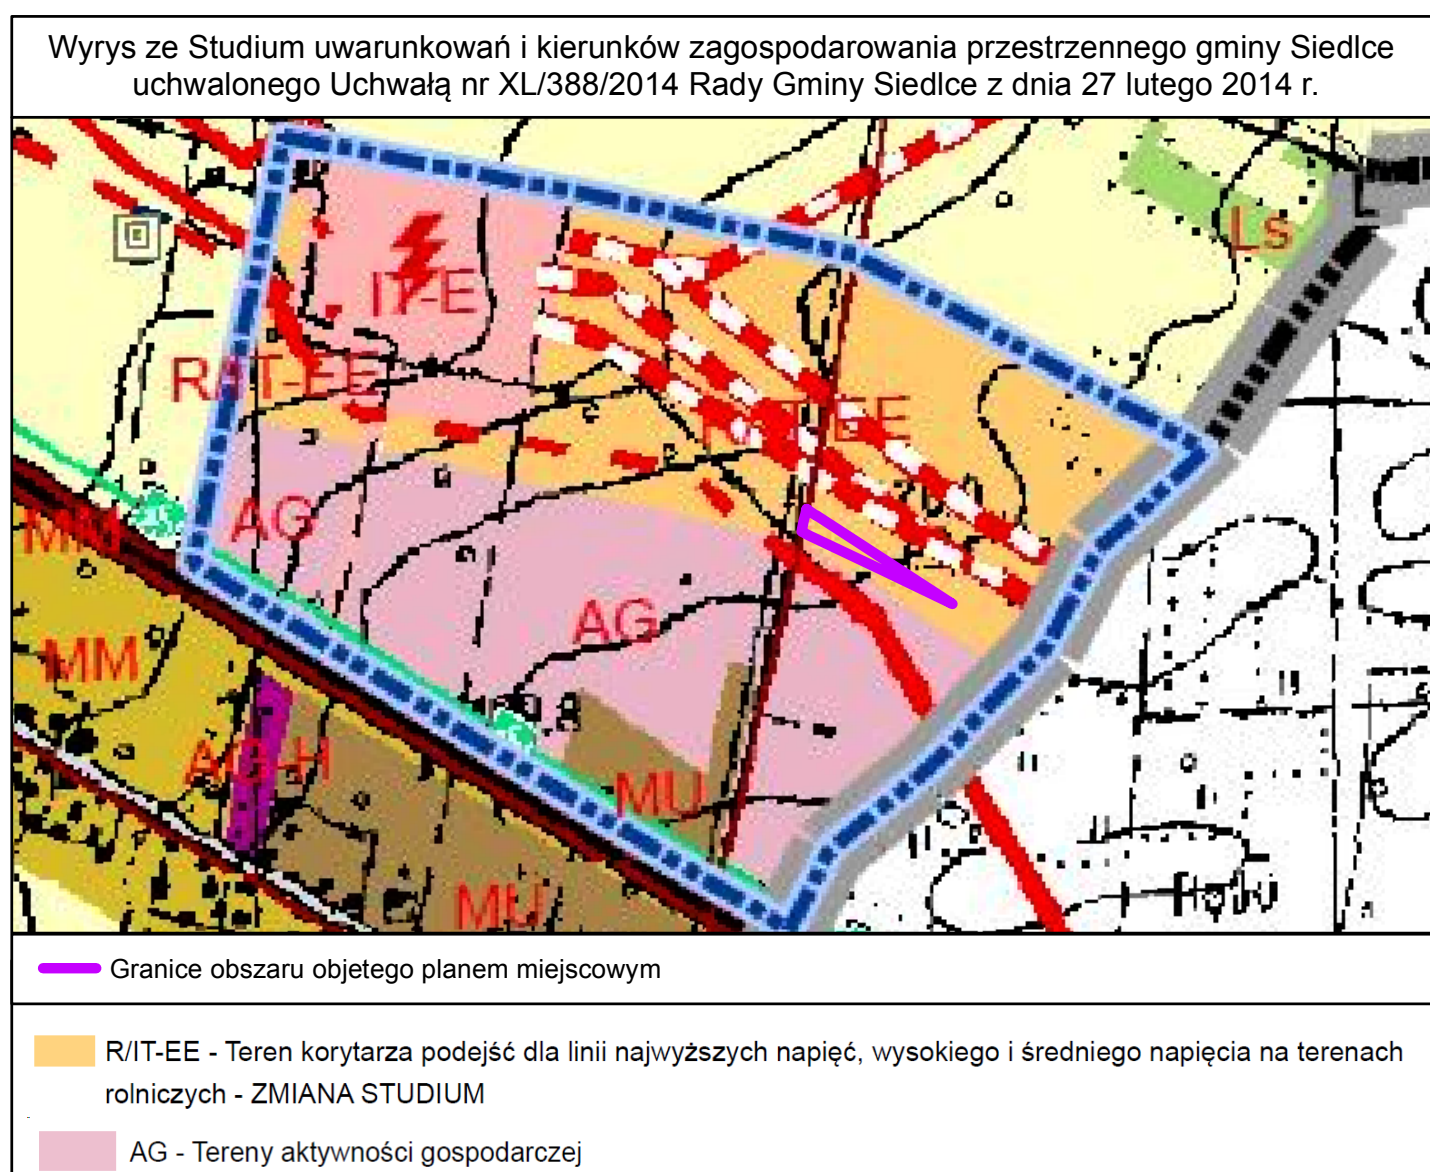 Wyrys ze Studium uwarunkowań i kierunków zagospodarowania przestrzennego gminy Siedlce
uchwalonego Uchwałą nr XL/388/2014 Rady Gminy Siedlce z dnia 27 lutego 2014 r.
Ls
IT-E
R/IT-EE
AG
MM
AG
MM
MU
MU
Granice obszaru objetego planem miejscowym
R/IT-EE - Teren korytarza podejść dla linii najwyższych napięć, wysokiego i średniego napięcia na terenach
rolniczych - ZMIANA STUDIUM
AG - Tereny aktywności gospodarczej